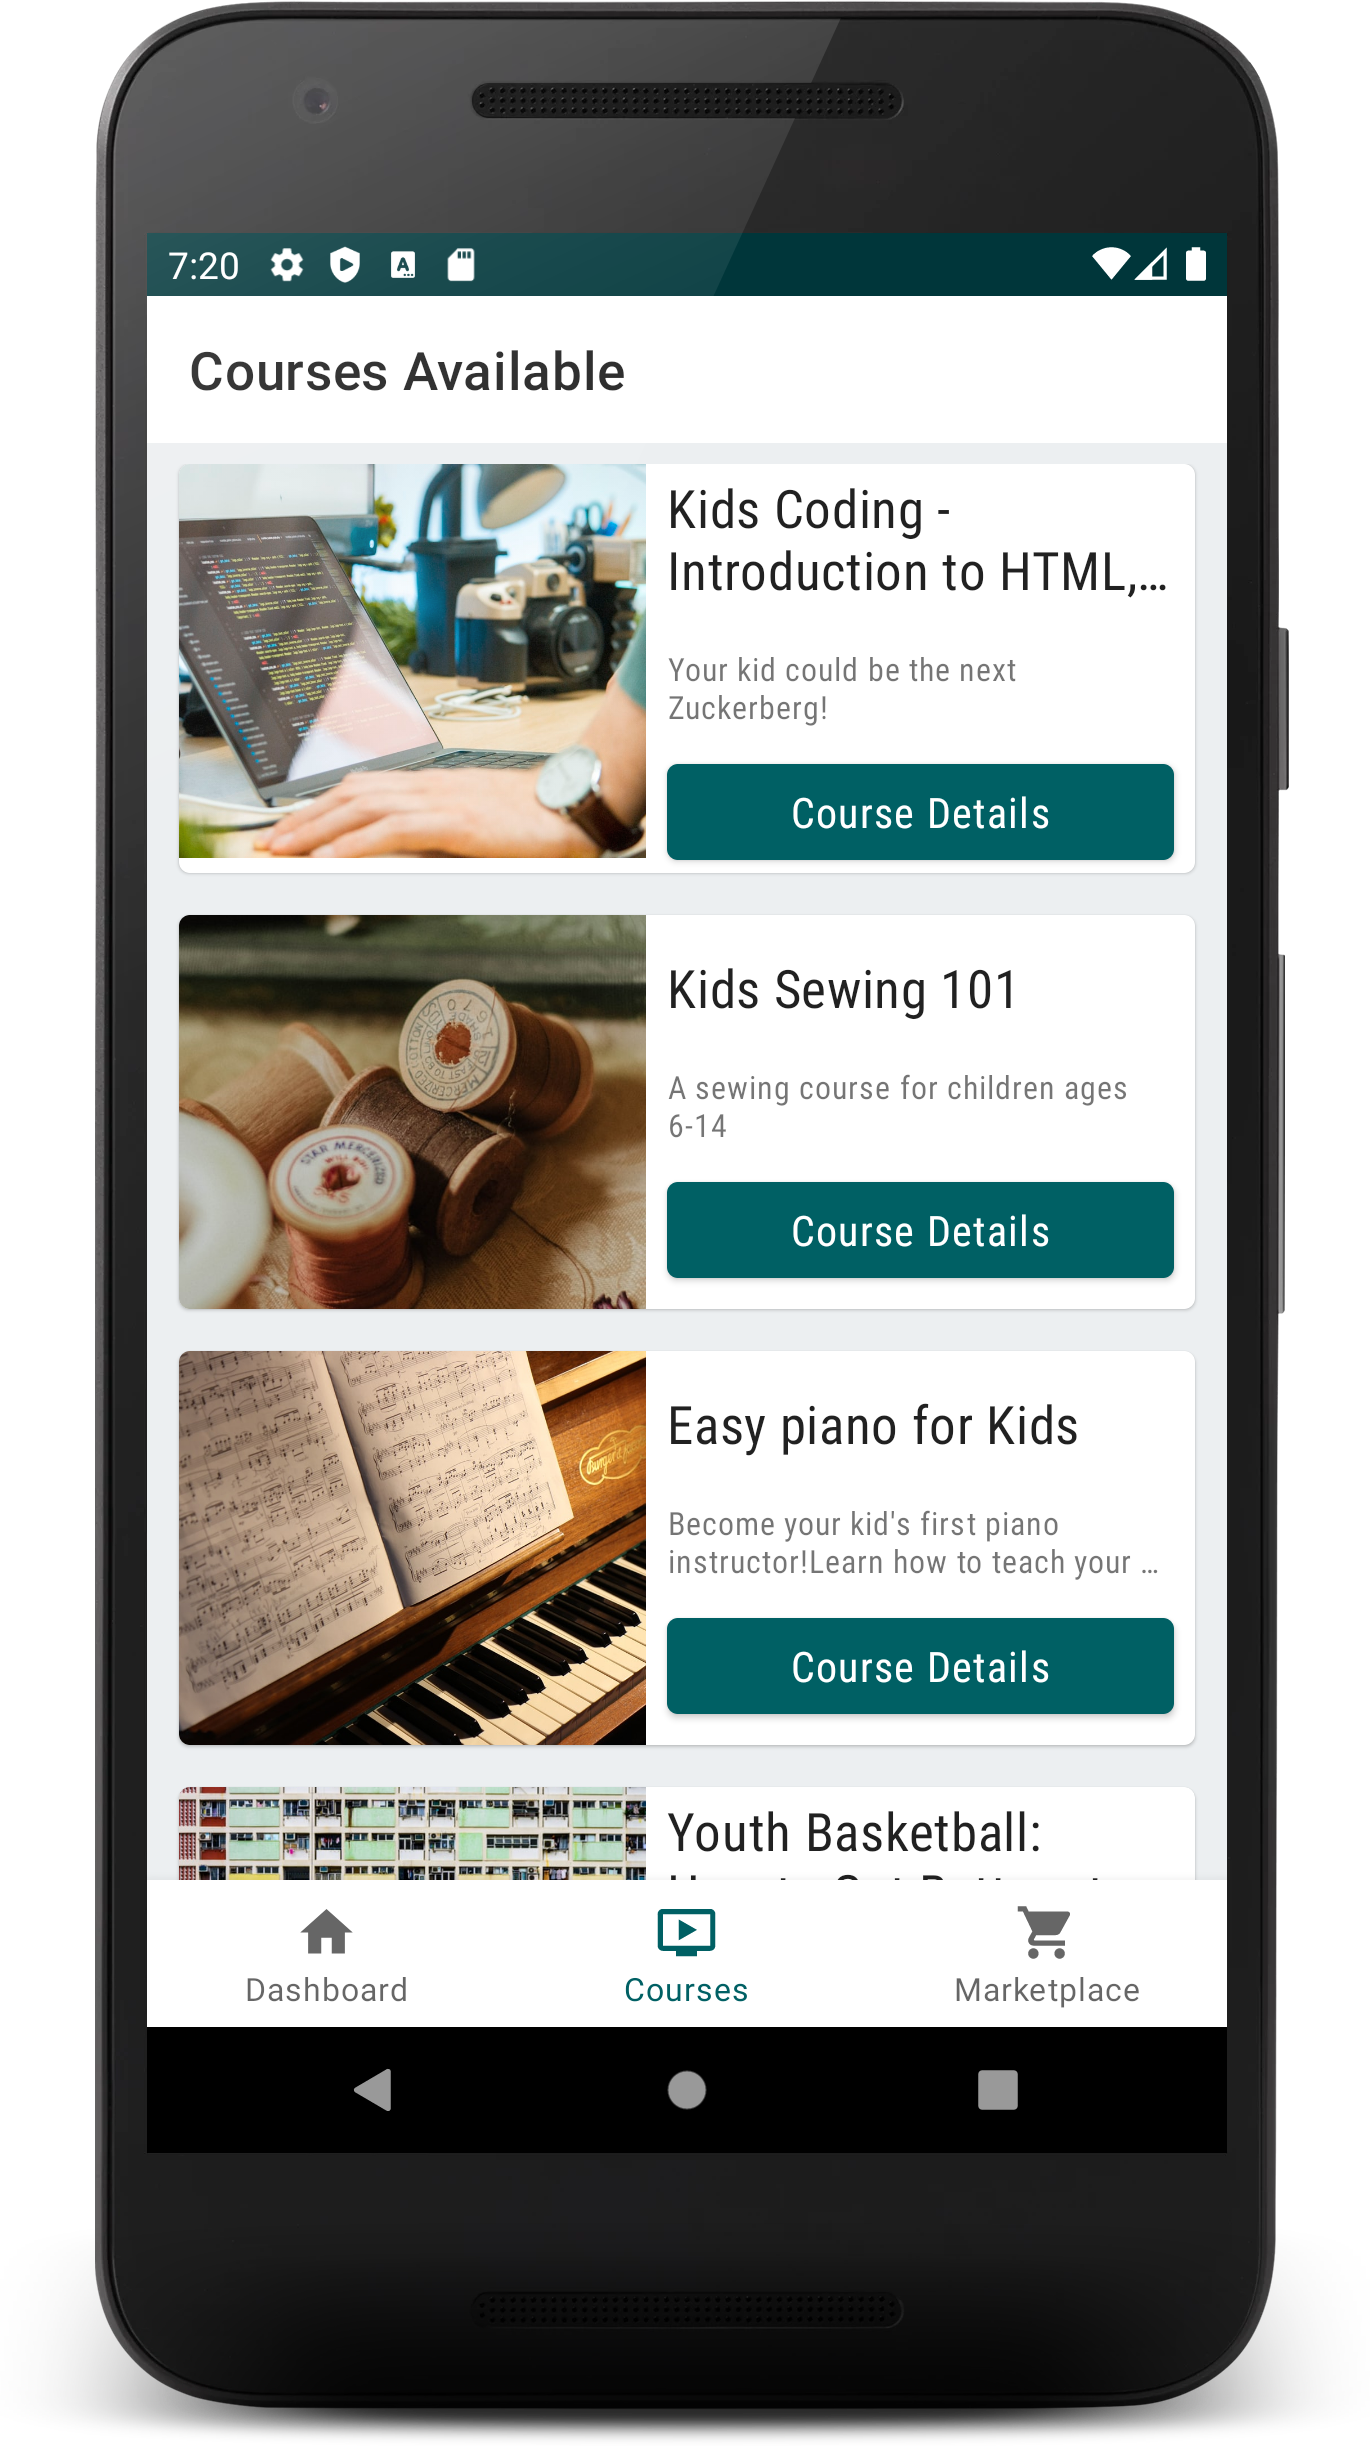 7:20
Courses Available
Kids Coding -
Introduction to HTML,...
Your kid could be the next
Zuckerberg!
Course Details
Kids Sewing 101
A sewing course for children ages
6-14
Course Details
STAR MERCERIZED
Easy piano for Kids
Become your kid's first piano
instructor!Learn how to teach your ...
Course Details
Youth Basketball:
Dashboard
Courses
Marketplace